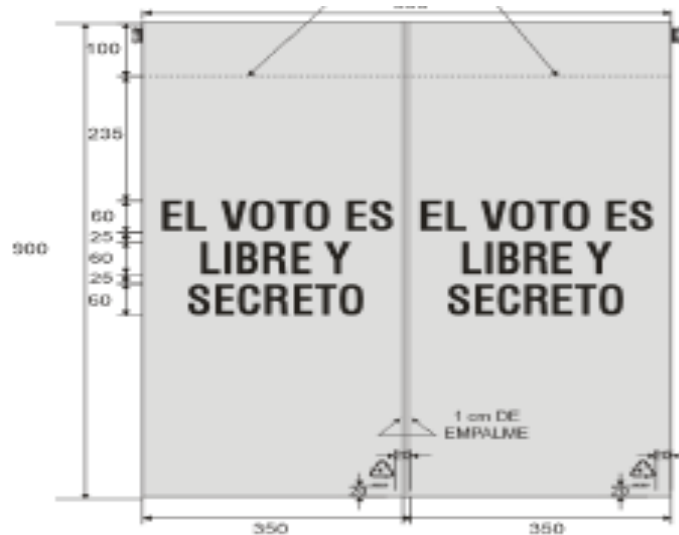 100
235
60
25
60
25
60
900
EL VOTO ES
LIBRE Y
SECRETO
EL VOTO ES
LIBRE Y
SECRETO
1 cm DE
EMPALME
350
350